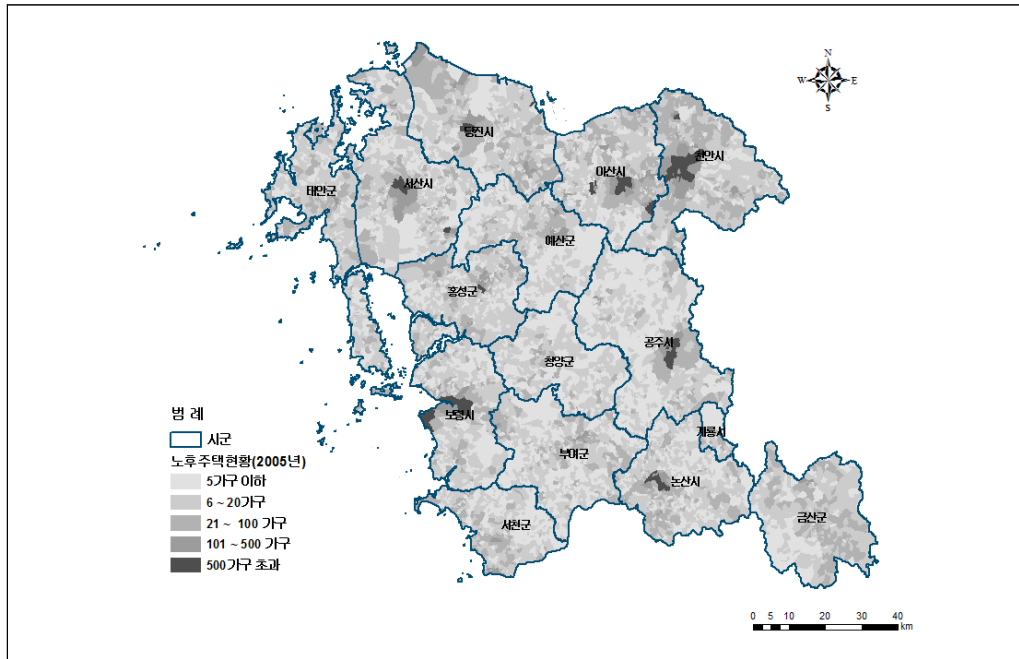 N
W E
S
당진시
천안시
아산시
서산시
태안군
예산군
홍성군
공주시
청양군
보령시
계룡시
부여군
논산시
금산군
서천군
범 례
시군
노후주택현황(2005년)
5가구 이하
6 ~ 20가구
21 ~ 100 가구
101 ~ 500 가구
500가구 초과
0 5 10 20 30 40
km